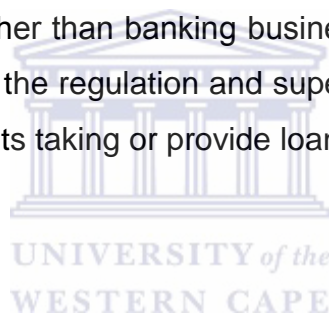 her than banking busine
the regulation and supe
ts taking or provide loar
UNIVERSITY of the
WESTERN CAPE